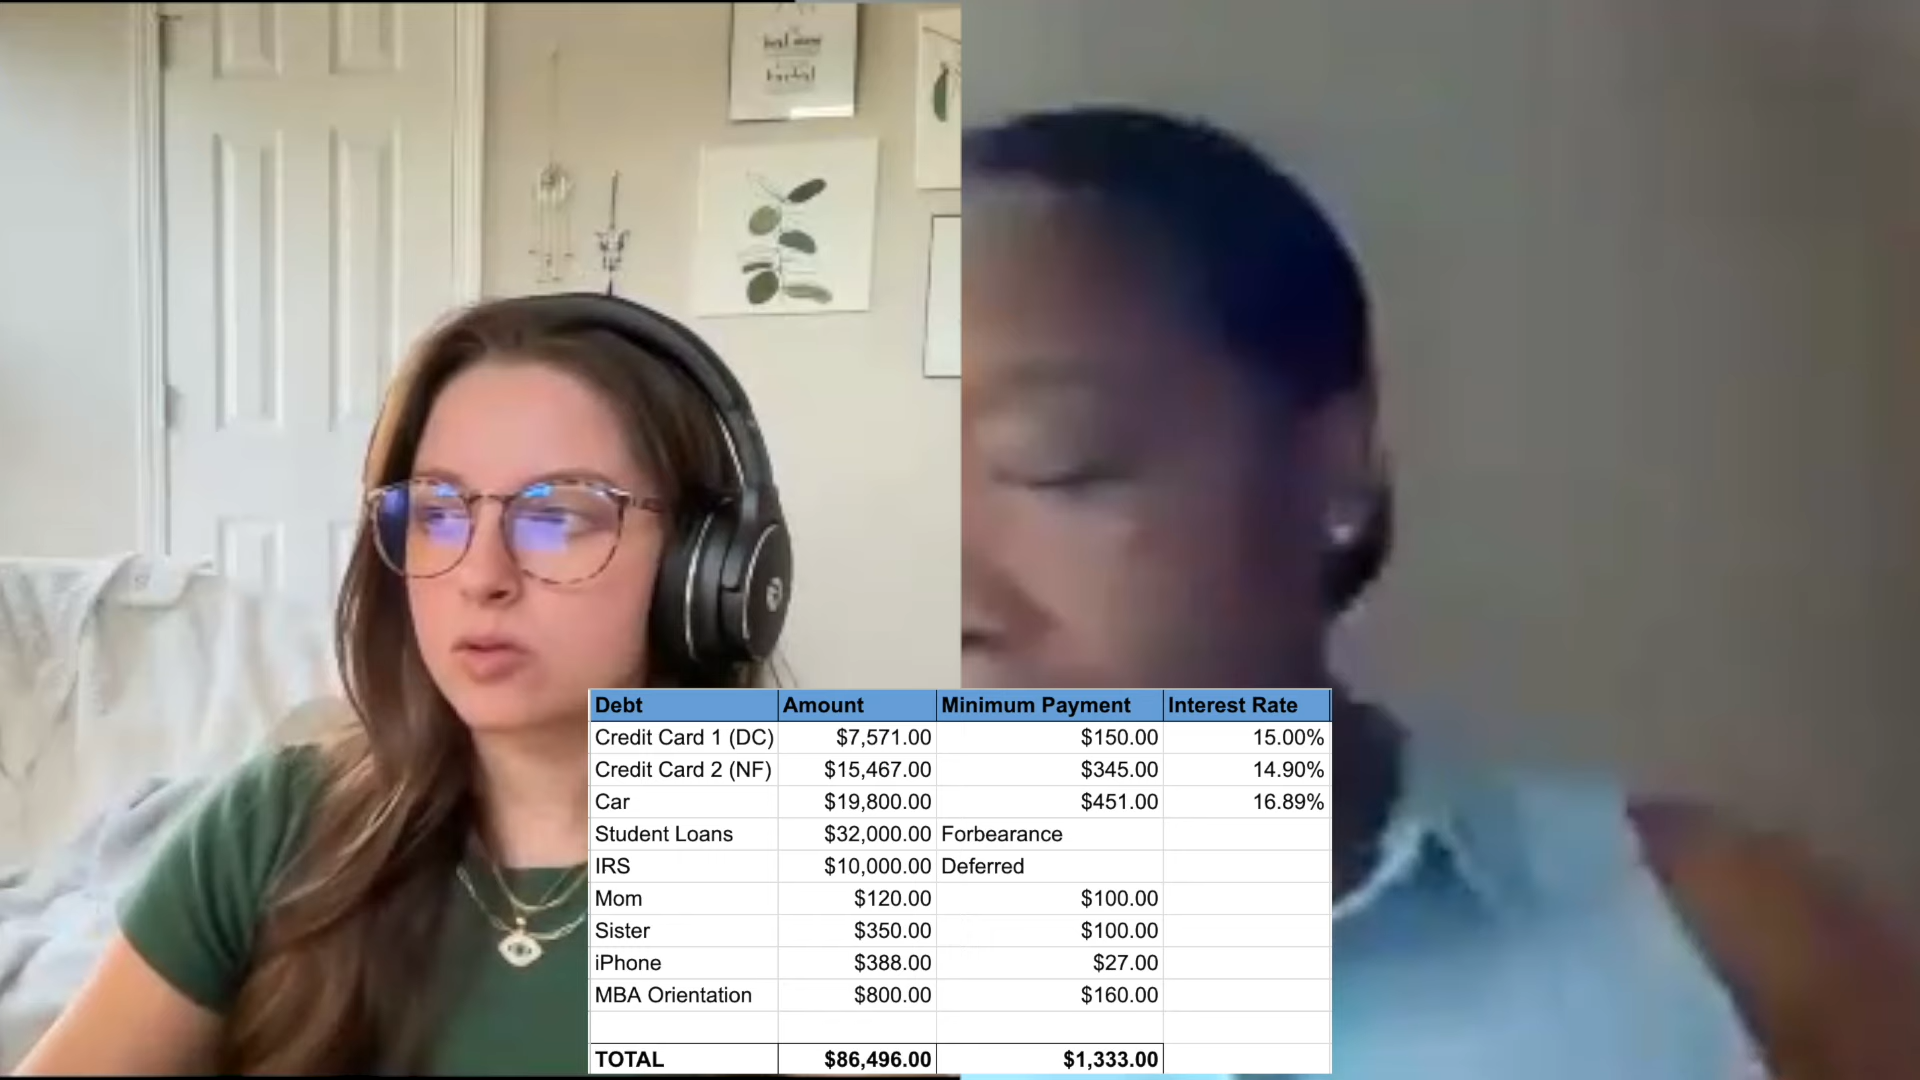 Debt Amount Minimum Payment Interest Rate
Credit Card 1 (DC) $7,571.00 $150.00 15.00%
Credit Card 2 (NF) $15,467.00 $345.00 14.90%
Car $19,800.00 $451.00 16.89%
Student Loans $32,000.00 Forbearance
IRS $10,000.00 Deferred
Mom $120.00 $100.00
Sister $350.00 $100.00
iPhone $388.00 $27.00
MBA Orientation $800.00 $160.00
TOTAL $86,496.00 $1,333.00